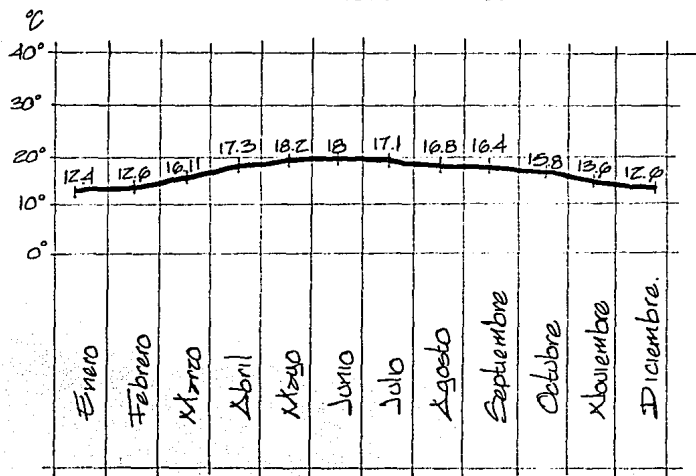 °C
40°
30°
20°
10°
0°
12.4 12.6 16.11 17.3 18.2 18 17.1 16.8 16.4 15.8 13.6 12.6
Enero
Febrero
Marzo
Abril
Mayo
Junio
Julio
Agosto
Septiembre
Octubre
Noviembre
Diciembre.